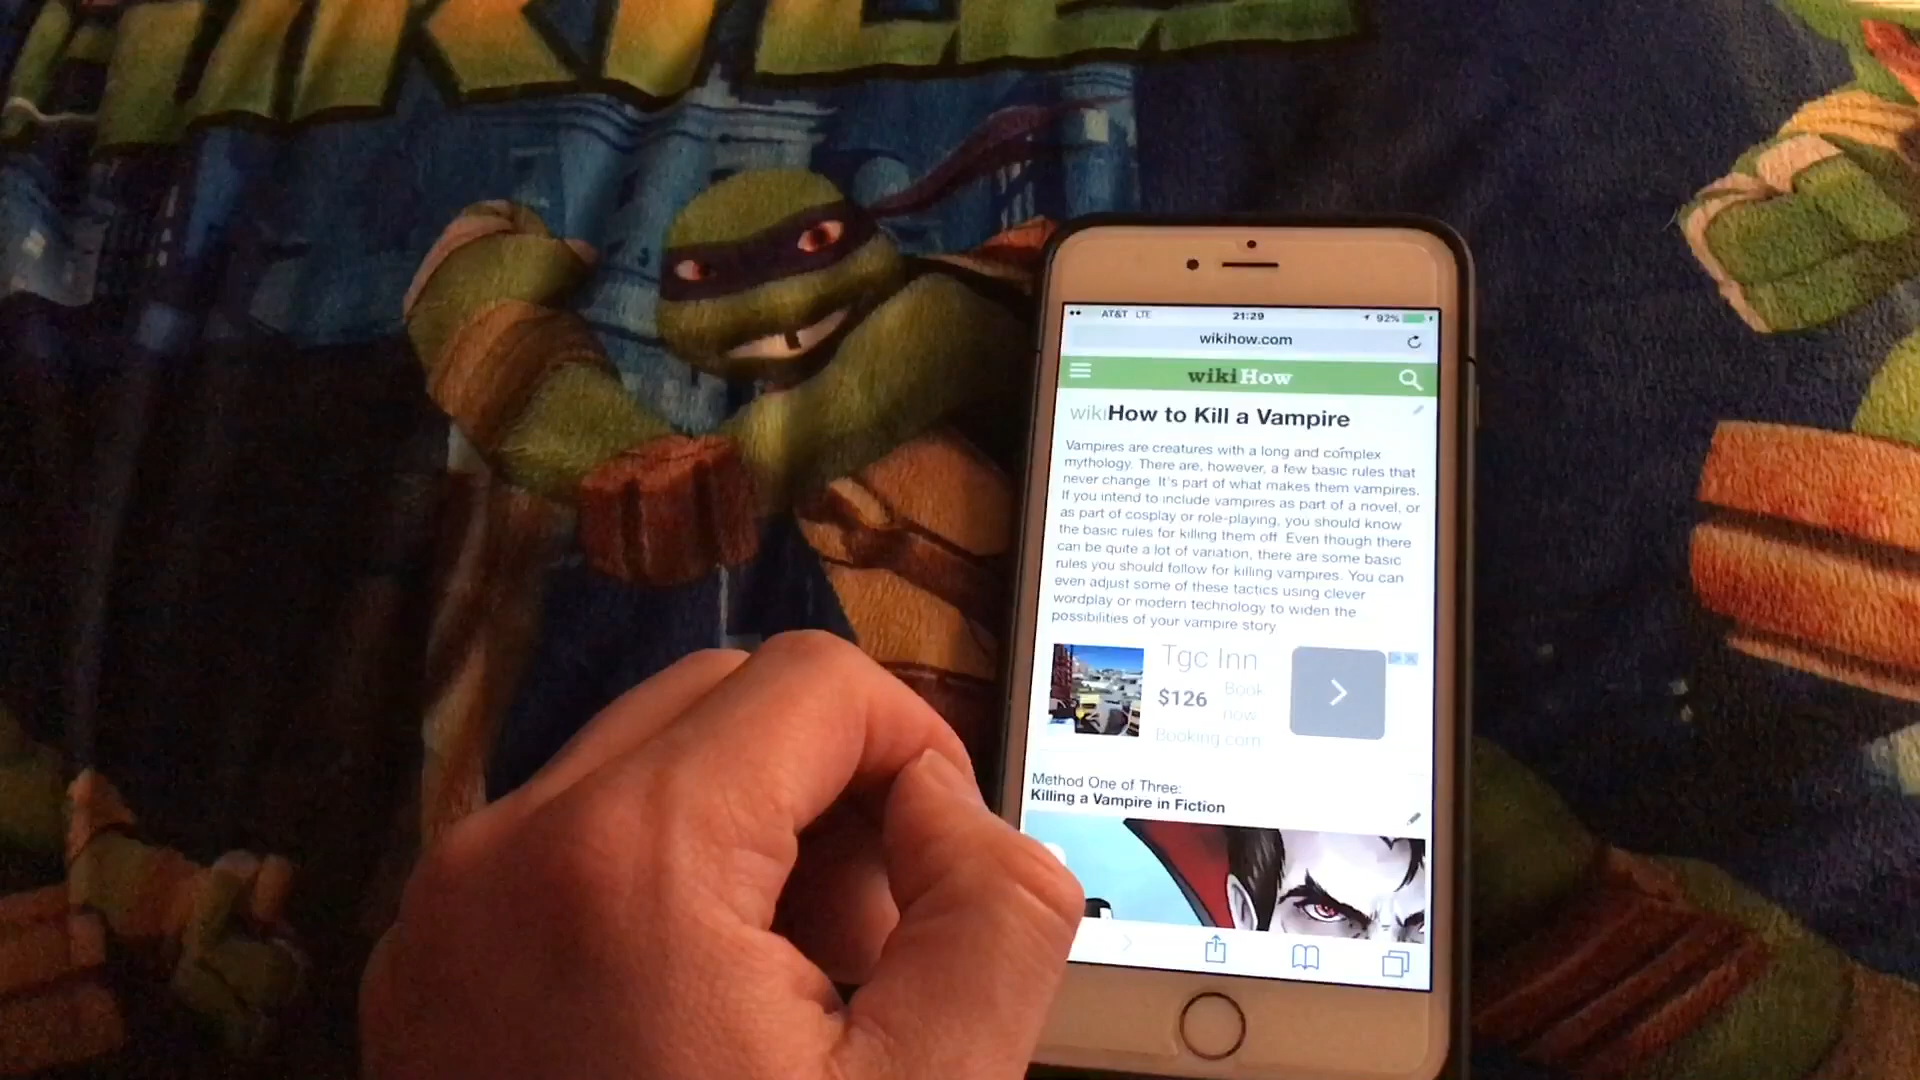 TURTLES
AT&T LTE 21:29 92%
wikihow.com
wikiHow
wikiHow to Kill a Vampire
Vampires are creatures with a long and complex
mythology. There are, however, a few basic rules that
never change. It's part of what makes them vampires.
If you intend to include vampires as part of a novel, or
as part of cosplay or role-playing, you should know
the basic rules for killing them off. Even though there
can be quite a lot of variation, there are some basic
rules you should follow for killing vampires. You can
even adjust some of these tactics using clever
wordplay or modern technology to widen the
possibilities of your vampire story
Tgc Inn
$126 Book
now
Booking.com
Method One of Three:
Killing a Vampire in Fiction